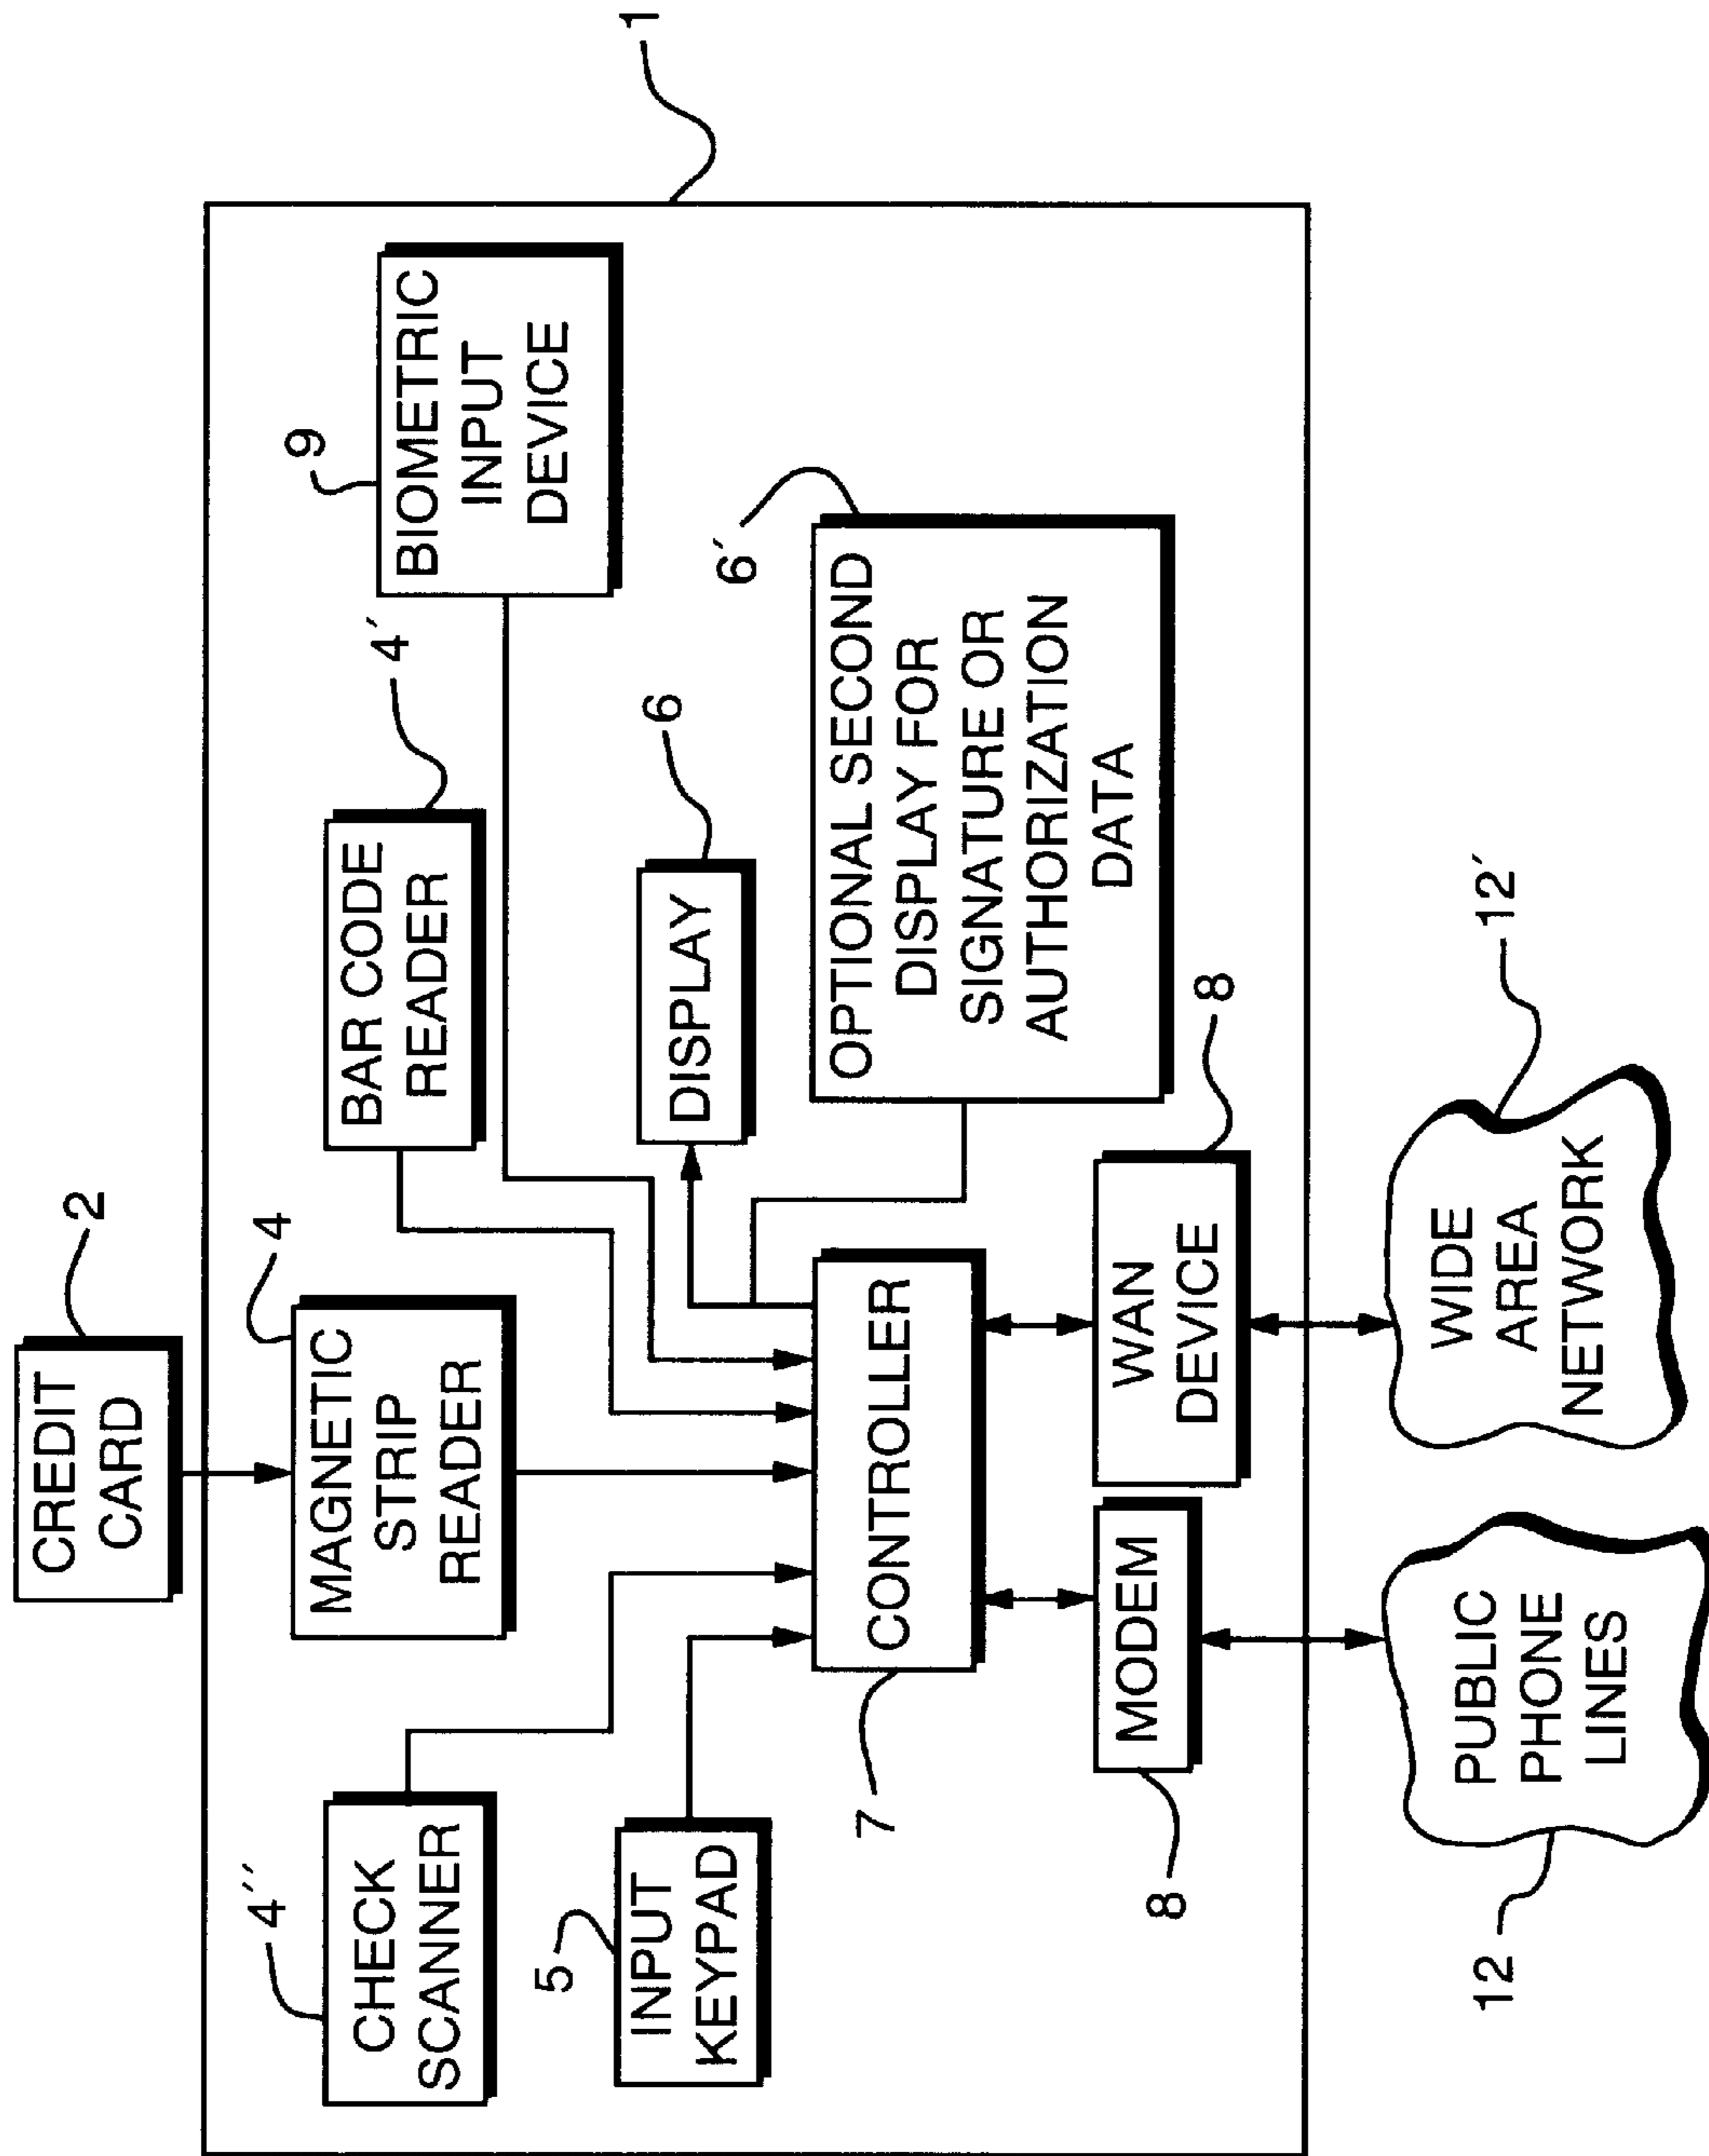 1
2
CREDIT
CARD
4
MAGNETIC
STRIP
READER
4′
BAR CODE
READER
9
BIOMETRIC
INPUT
DEVICE
4′′
CHECK
SCANNER
5
INPUT
KEYPAD
6
DISPLAY
6′
OPTIONAL SECOND
DISPLAY FOR
SIGNATURE OR
AUTHORIZATION
DATA
7
CONTROLLER
8
MODEM
8
WAN
DEVICE
12
PUBLIC
PHONE
LINES
12′
WIDE
AREA
NETWORK